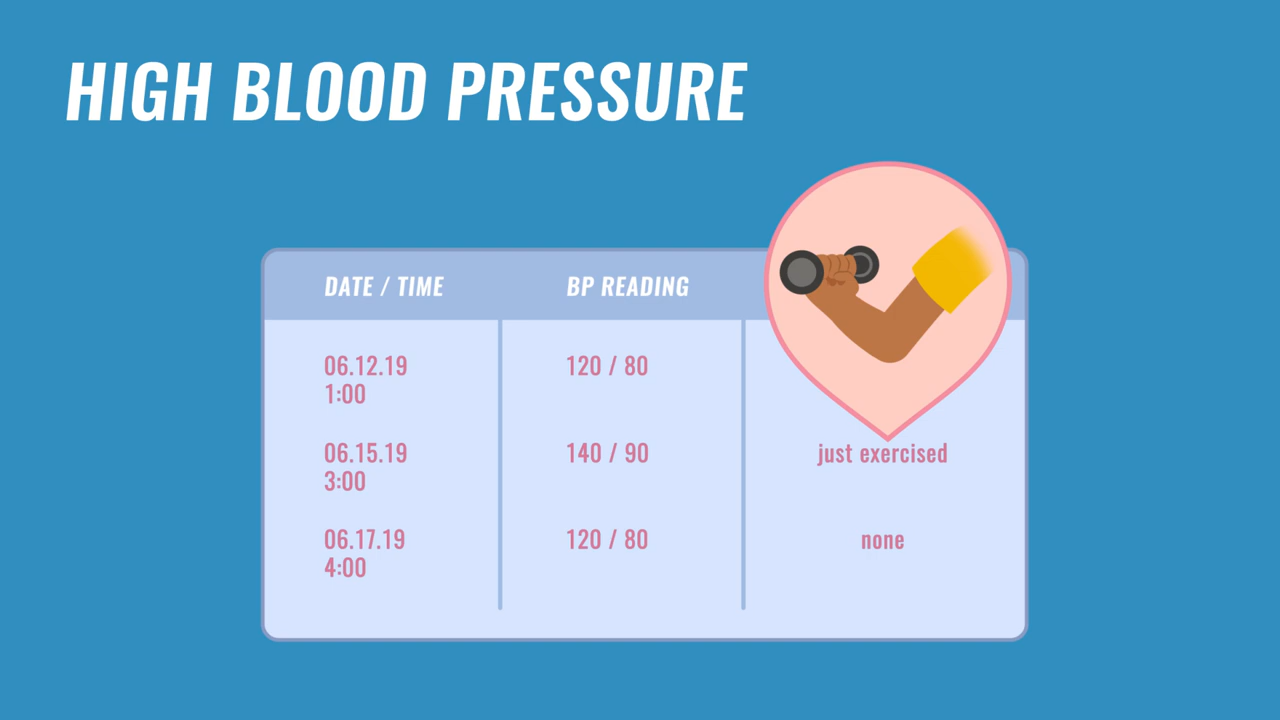 HIGH BLOOD PRESSURE
DATE / TIME
BP READING
06.12.19
1:00
120 / 80
06.15.19
3:00
140 / 90
just exercised
06.17.19
4:00
120 / 80
none